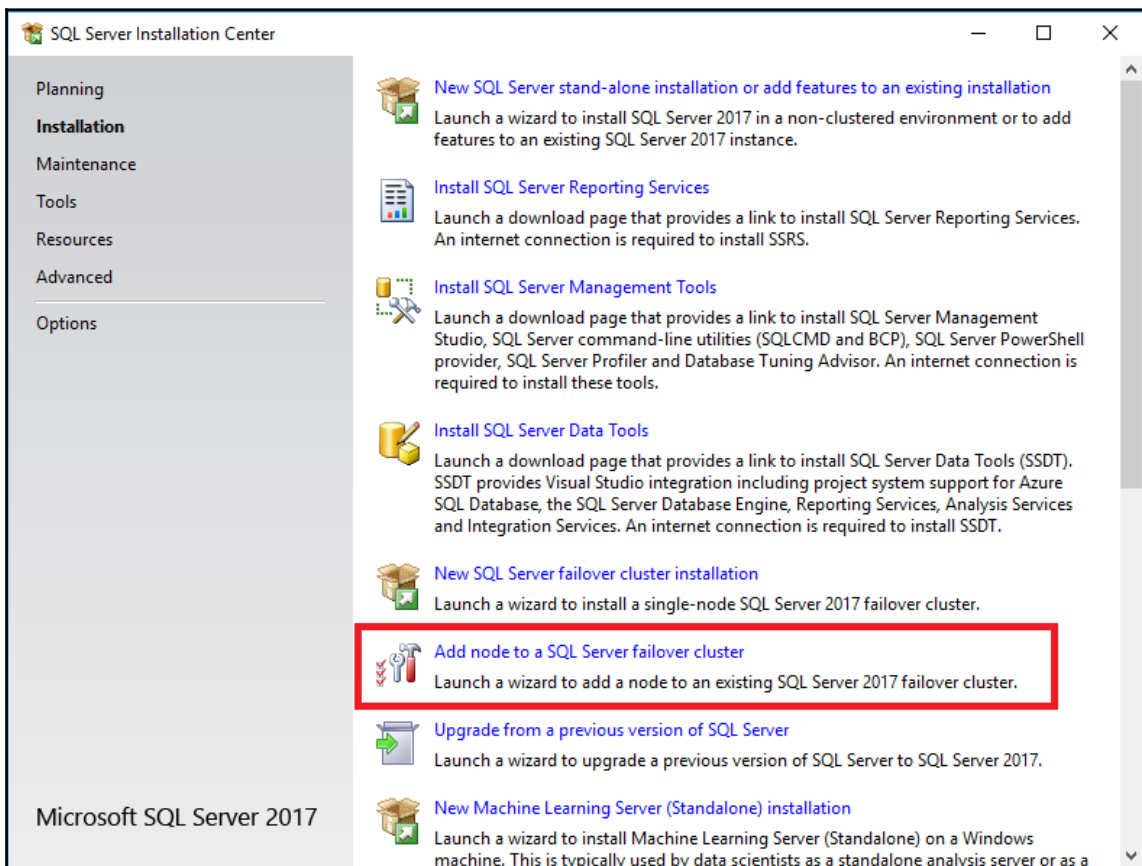 SQL Server Installation Center
Planning
Installation
Maintenance
Tools
Resources
Advanced
Options
Microsoft SQL Server 2017
New SQL Server stand-alone installation or add features to an existing installation
Launch a wizard to install SQL Server 2017 in a non-clustered environment or to add
features to an existing SQL Server 2017 instance.
Install SQL Server Reporting Services
Launch a download page that provides a link to install SQL Server Reporting Services.
An internet connection is required to install SSRS.
Install SQL Server Management Tools
Launch a download page that provides a link to install SQL Server Management
Studio, SQL Server command-line utilities (SQLCMD and BCP), SQL Server PowerShell
provider, SQL Server Profiler and Database Tuning Advisor. An internet connection is
required to install these tools.
Install SQL Server Data Tools
Launch a download page that provides a link to install SQL Server Data Tools (SSDT).
SSDT provides Visual Studio integration including project system support for Azure
SQL Database, the SQL Server Database Engine, Reporting Services, Analysis Services
and Integration Services. An internet connection is required to install SSDT.
New SQL Server failover cluster installation
Launch a wizard to install a single-node SQL Server 2017 failover cluster.
Add node to a SQL Server failover cluster
Launch a wizard to add a node to an existing SQL Server 2017 failover cluster.
Upgrade from a previous version of SQL Server
Launch a wizard to upgrade a previous version of SQL Server to SQL Server 2017.
New Machine Learning Server (Standalone) installation
Launch a wizard to install Machine Learning Server (Standalone) on a Windows
machine. This is typically used by data scientists as a standalone analysis server or as a